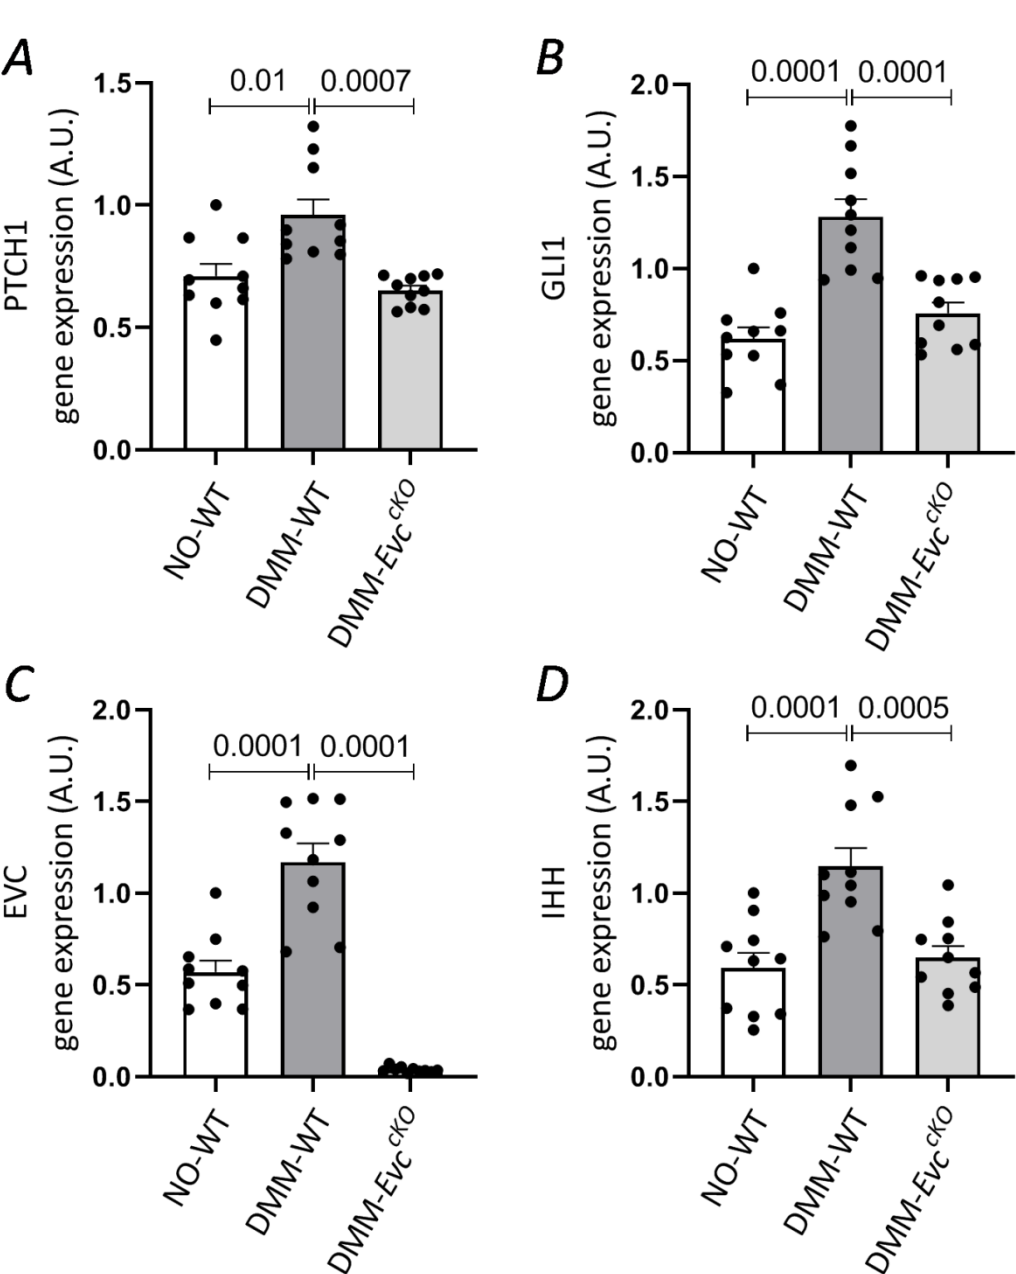 A
PTCH1
gene expression (A.U.)
1.5
1.0
0.5
0.0
0.01
0.0007
NO-WT
DMM-WT
DMM-Evc^cKO
B
GLI1
gene expression (A.U.)
2.0
1.5
1.0
0.5
0.0
0.0001
0.0001
NO-WT
DMM-WT
DMM-Evc^cKO
C
EVC
gene expression (A.U.)
2.0
1.5
1.0
0.5
0.0
0.0001
0.0001
NO-WT
DMM-WT
DMM-Evc^cKO
D
IHH
gene expression (A.U.)
2.0
1.5
1.0
0.5
0.0
0.0001
0.0005
NO-WT
DMM-WT
DMM-Evc^cKO